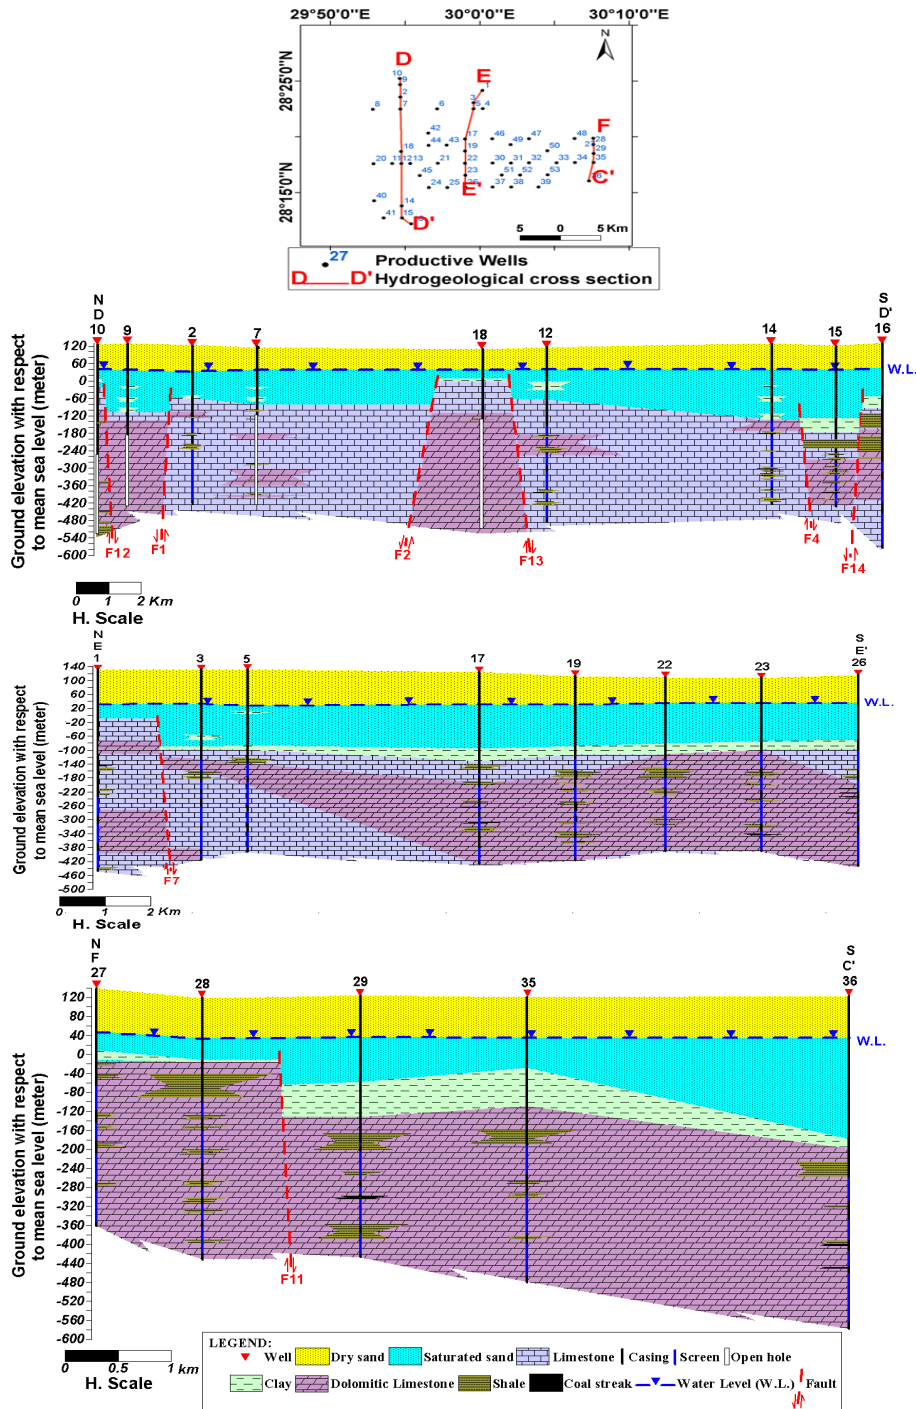 29°50'0"E 30°0'0"E 30°10'0"E
N
28°25'0"N
28°15'0"N
D
E
F
10
9
2
7
8
6
1
3
5 4
42
44 43
18
17
19
46 47
49
48
28
29
20 11 12 13 21 22 30 31 32 33 34 35
50
45
23
51 52 53
24 25
37 38 39
40
14
41 15
D'
E'
C'
5 0 5 Km
27 Productive Wells
D D' Hydrogeological cross section
N S
D D'
10 9 2 7 18 12 14 15 16
Ground elevation with respect
to mean sea level (meter)
120
60
0
-60
-120
-180
-240
-300
-360
-420
-480
-540
-600
W.L.
F12 F1 F2 F13 F4 F14
0 1 2 Km
H. Scale
N S
E E'
1 3 5 17 19 22 23 26
Ground elevation with respect
to mean sea level (meter)
140
100
60
20
-20
-60
-100
-140
-180
-220
-260
-300
-340
-380
-420
-460
-500
W.L.
F7
0 1 2 Km
H. Scale
N S
F C'
27 28 29 35 36
Ground elevation with respect
to mean sea level (meter)
120
80
40
0
-40
-80
-120
-160
-200
-240
-280
-320
-360
-400
-440
-480
-520
-560
-600
W.L.
F11
0 0.5 1 km
H. Scale
LEGEND:
Well Dry sand Saturated sand Limestone Casing Screen Open hole
Clay Dolomitic Limestone Shale Coal streak Water Level (W.L.) Fault